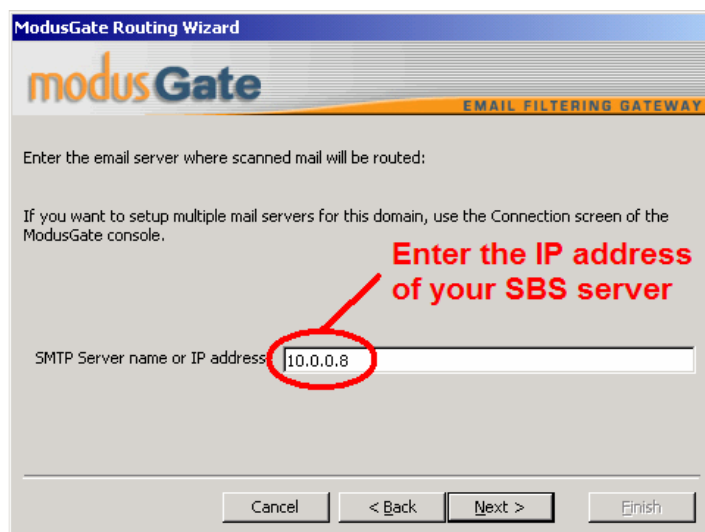 ModusGate Routing Wizard
modusGate
EMAIL FILTERING GATEWAY
Enter the email server where scanned mail will be routed:
If you want to setup multiple mail servers for this domain, use the Connection screen of the
ModusGate console.
Enter the IP address
of your SBS server
SMTP Server name or IP address: 10.0.0.8
Cancel < Back Next > Finish